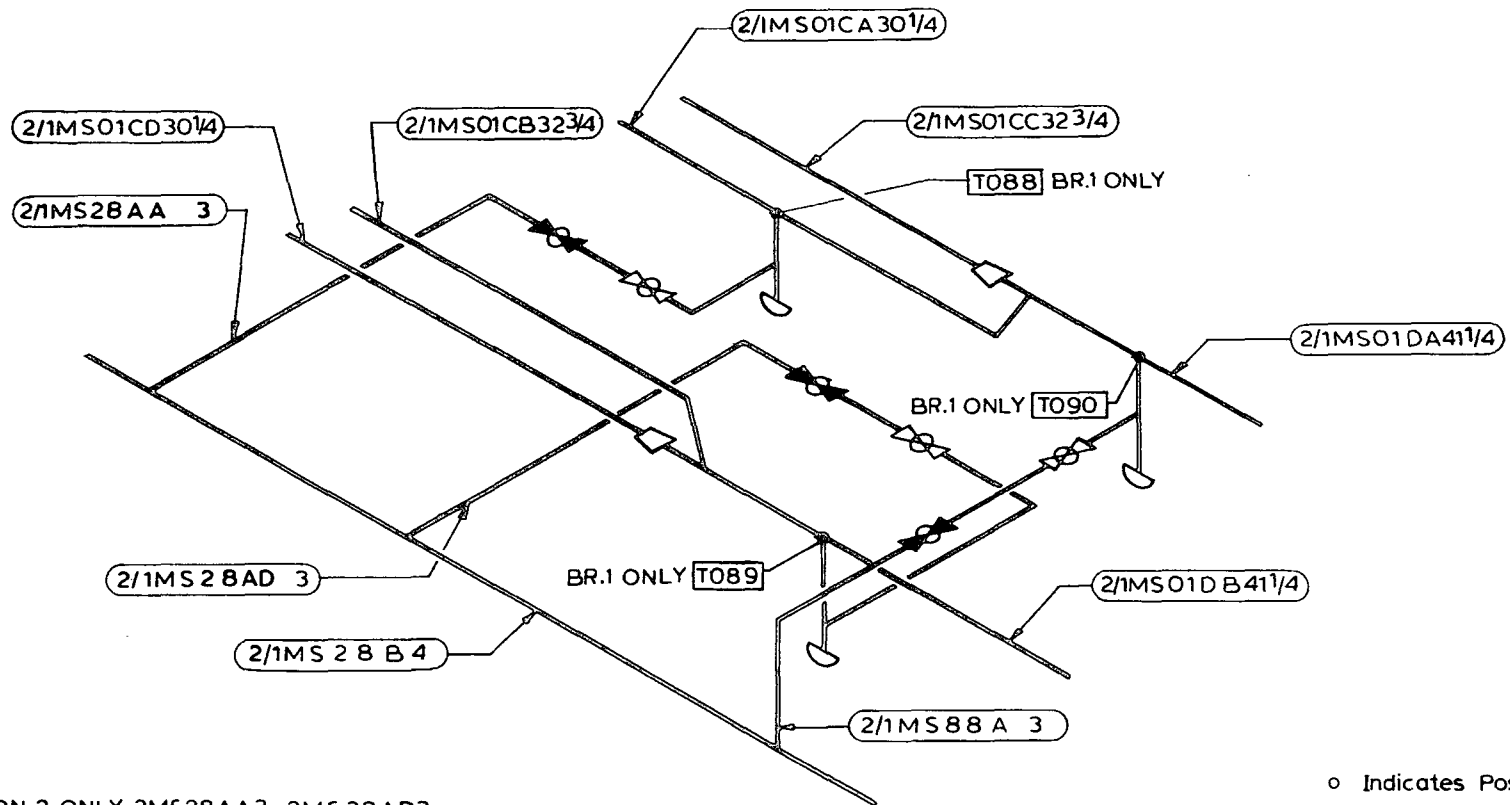 2/1MS01CA30 1/4
2/1MS01CD30 1/4
2/1MS01CB32 3/4
2/1MS01CC32 3/4
T088 BR.1 ONLY
2/1MS28AA 3
2/1MS01DA41 1/4
BR.1 ONLY T090
2/1MS28AD 3
BR.1 ONLY T089
2/1MS01DB41 1/4
2/1MS28B4
2/1MS88A 3
o Indicates Pos